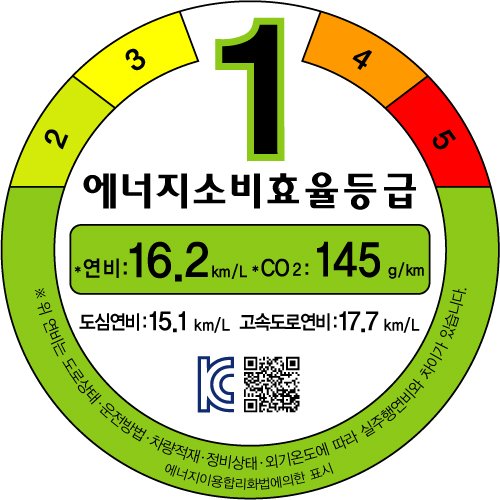 1
2
3
4
5
에너지소비효율등급
*연비:16.2km/L *CO2: 145 g/km
도심연비:15.1 km/L 고속도로연비:17.7 km/L
KC
※ 위 연비는 도로상태·운전방법·차량적재·정비상태·외기온도에 따라 실주행연비와 차이가 있습니다.
에너지이용합리화법에의한 표시